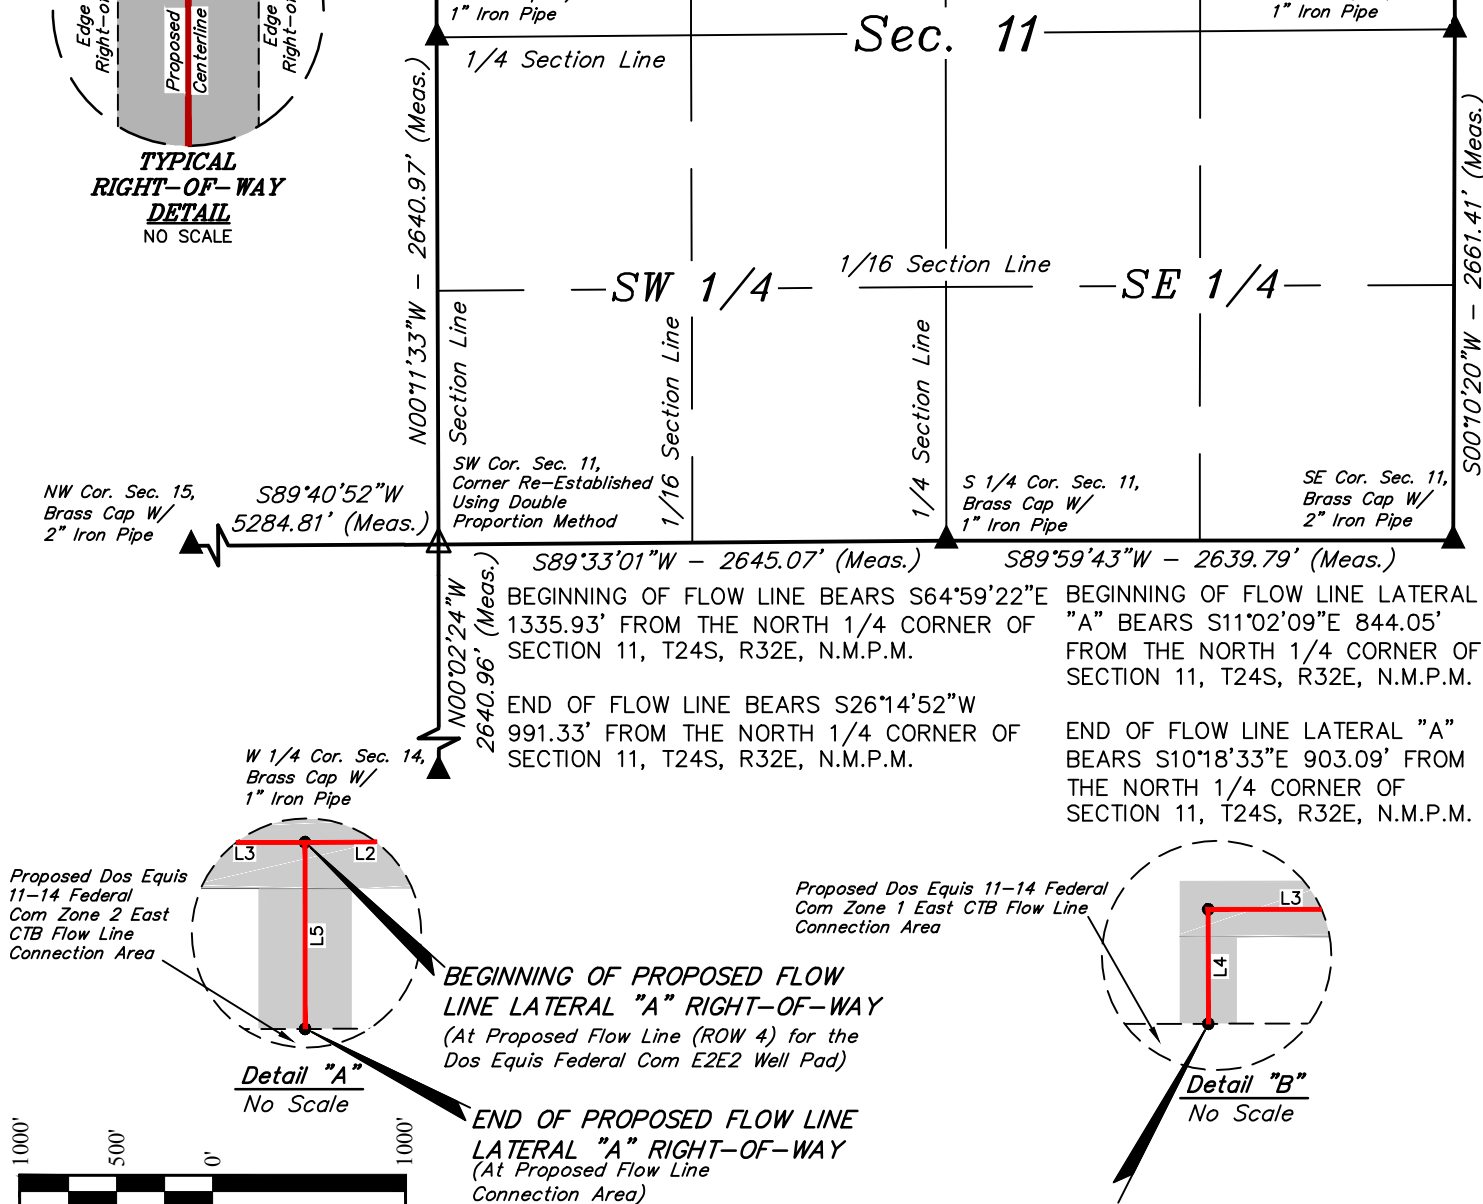 Edge
Right-o
Proposed
Centerline
Edge
Right-o
TYPICAL
RIGHT-OF-WAY
DETAIL
NO SCALE
1" Iron Pipe
1/4 Section Line
Sec. 11
1" Iron Pipe
N00°11'33"W - 2640.97' (Meas.)
Section Line
SW 1/4
1/16 Section Line
SE 1/4
1/16 Section Line
1/4 Section Line
S00°10'20"W - 2661.41' (Meas.)
NW Cor. Sec. 15,
Brass Cap W/
2" Iron Pipe
S89°40'52"W
5284.81' (Meas.)
SW Cor. Sec. 11,
Corner Re-Established
Using Double
Proportion Method
S 1/4 Cor. Sec. 11,
Brass Cap W/
1" Iron Pipe
SE Cor. Sec. 11,
Brass Cap W/
2" Iron Pipe
S89°33'01"W - 2645.07' (Meas.)
S89°59'43"W - 2639.79' (Meas.)
N00°02'24"W
2640.96' (Meas.)
BEGINNING OF FLOW LINE BEARS S64°59'22"E
1335.93' FROM THE NORTH 1/4 CORNER OF
SECTION 11, T24S, R32E, N.M.P.M.
END OF FLOW LINE BEARS S26°14'52"W
991.33' FROM THE NORTH 1/4 CORNER OF
SECTION 11, T24S, R32E, N.M.P.M.
BEGINNING OF FLOW LINE LATERAL
"A" BEARS S11°02'09"E 844.05'
FROM THE NORTH 1/4 CORNER OF
SECTION 11, T24S, R32E, N.M.P.M.
END OF FLOW LINE LATERAL "A"
BEARS S10°18'33"E 903.09' FROM
THE NORTH 1/4 CORNER OF
SECTION 11, T24S, R32E, N.M.P.M.
W 1/4 Cor. Sec. 14,
Brass Cap W/
1" Iron Pipe
L3
L2
L5
Proposed Dos Equis
11-14 Federal
Com Zone 2 East
CTB Flow Line
Connection Area
BEGINNING OF PROPOSED FLOW
LINE LATERAL "A" RIGHT-OF-WAY
(At Proposed Flow Line (ROW 4) for the
Dos Equis Federal Com E2E2 Well Pad)
Detail "A"
No Scale
END OF PROPOSED FLOW LINE
LATERAL "A" RIGHT-OF-WAY
(At Proposed Flow Line
Connection Area)
Proposed Dos Equis 11-14 Federal
Com Zone 1 East CTB Flow Line
Connection Area
L3
L4
Detail "B"
No Scale
1000'
500'
0'
1000'